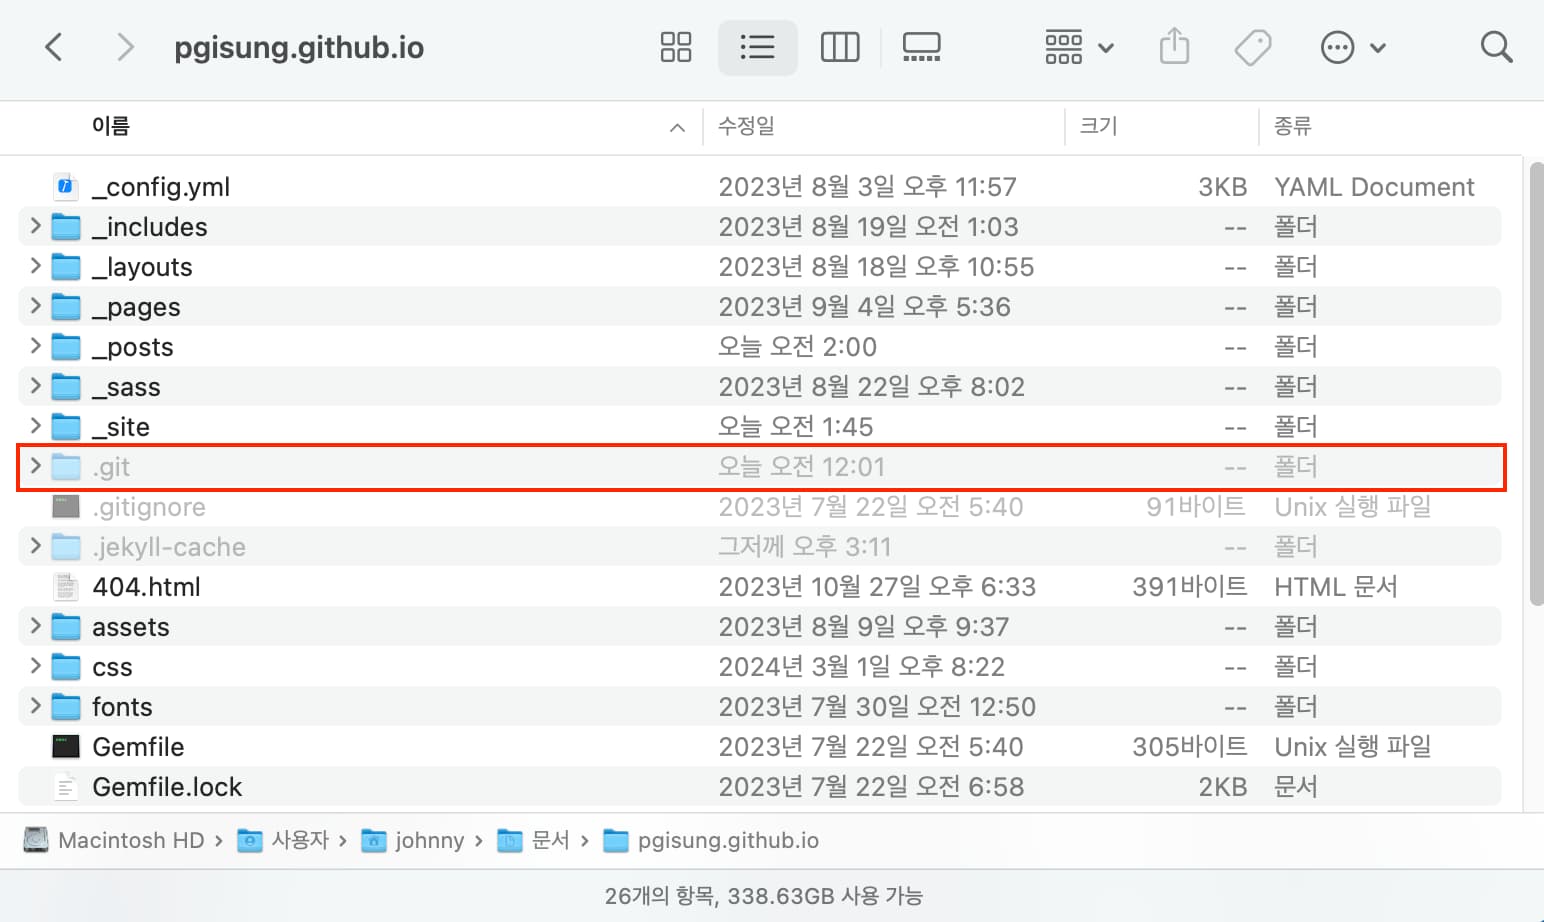 pgisung.github.io
이름 수정일 크기 종류
_config.yml 2023년 8월 3일 오후 11:57 3KB YAML Document
_includes 2023년 8월 19일 오전 1:03 -- 폴더
_layouts 2023년 8월 18일 오후 10:55 -- 폴더
_pages 2023년 9월 4일 오후 5:36 -- 폴더
_posts 오늘 오전 2:00 -- 폴더
_sass 2023년 8월 22일 오후 8:02 -- 폴더
_site 오늘 오전 1:45 -- 폴더
.git 오늘 오전 12:01 -- 폴더
.gitignore 2023년 7월 22일 오전 5:40 91바이트 Unix 실행 파일
.jekyll-cache 그저께 오후 3:11 -- 폴더
404.html 2023년 10월 27일 오후 6:33 391바이트 HTML 문서
assets 2023년 8월 9일 오후 9:37 -- 폴더
css 2024년 3월 1일 오후 8:22 -- 폴더
fonts 2023년 7월 30일 오전 12:50 -- 폴더
Gemfile 2023년 7월 22일 오전 5:40 305바이트 Unix 실행 파일
Gemfile.lock 2023년 7월 22일 오전 6:58 2KB 문서
Macintosh HD › 사용자 › johnny › 문서 › pgisung.github.io
26개의 항목, 338.63GB 사용 가능